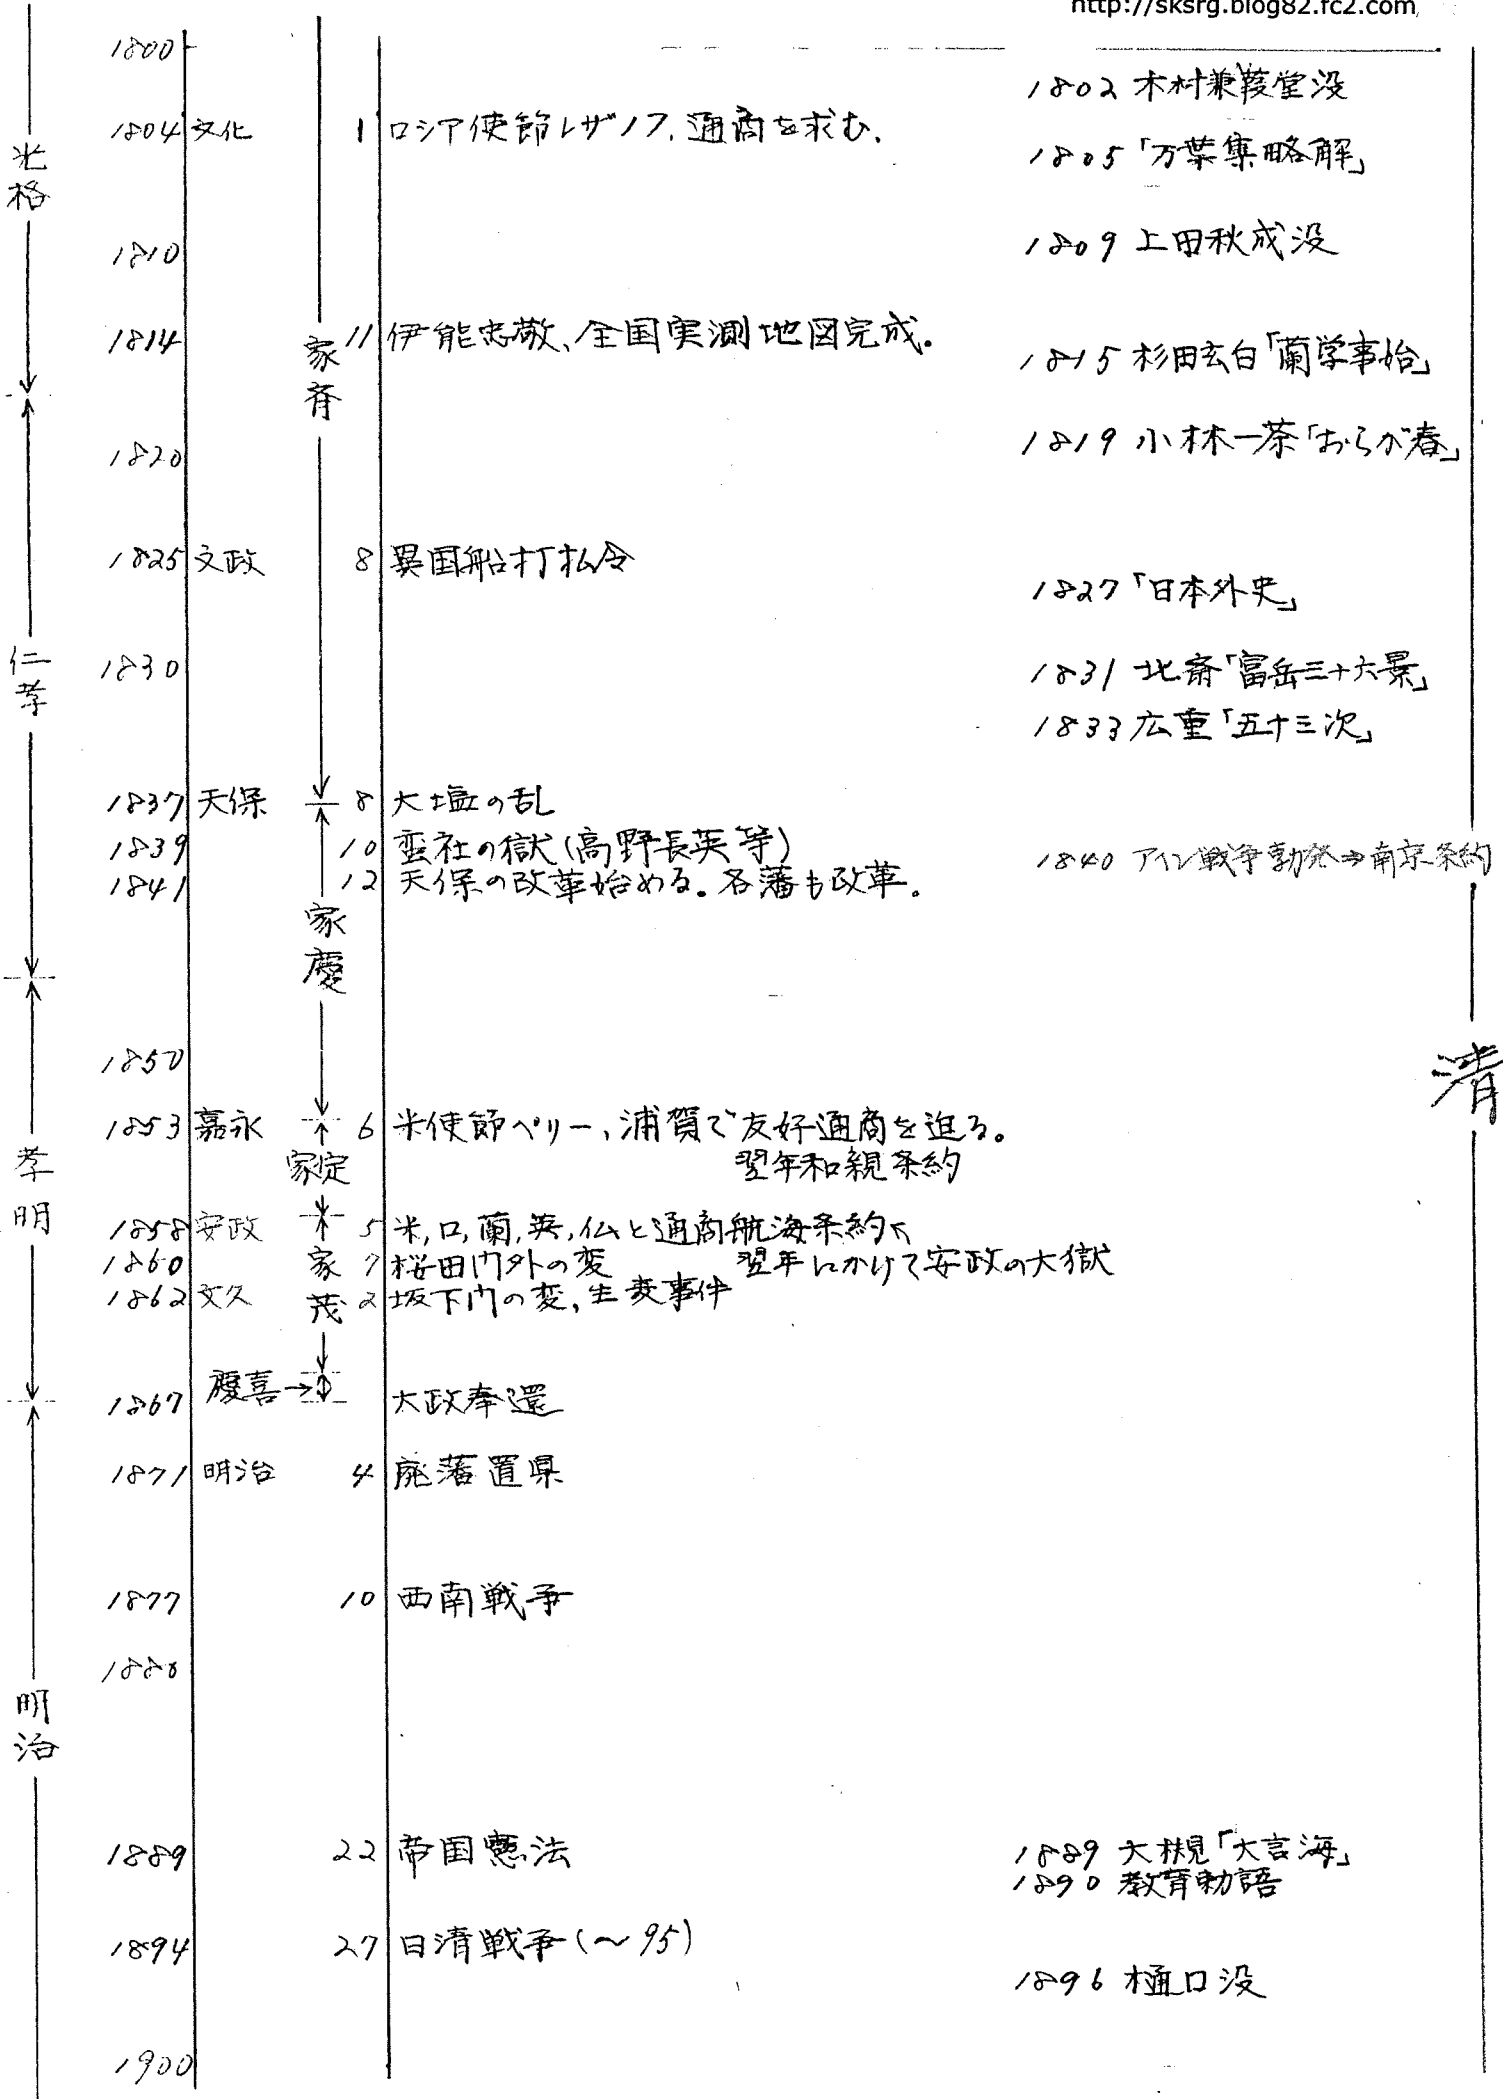 http://sksrg.blog82.fc2.com
1800
1802 木村兼葭堂没
1804 文化 1 ロシア使節レザノフ、通商を求む。
1805 「万葉集略解」
光格
1809 上田秋成没
1810
1814 11 伊能忠敬、全国実測地図完成。
家斉
1815 杉田玄白「蘭学事始」
1819 小林一茶「おらが春」
1820
1825 文政 8 異国船打払令
1827 「日本外史」
仁孝
1830
1831 北斎「富岳三十六景」
1833 広重「五十三次」
1837 天保 8 大塩の乱
1839 10 蛮社の獄(高野長英等)
1840 アヘン戦争勃発⇒南京条約
1841 12 天保の改革始める。各藩も改革。
家慶
1850
清
1853 嘉永 6 米使節ペリー、浦賀で友好通商を迫る。
翌年和親条約
家定
孝明
1858 安政 5 米,ロ,蘭,英,仏と通商航海条約
1860 7 桜田門外の変 翌年にかけて安政の大獄
家茂
1862 文久 2 坂下門の変,生麦事件
慶喜→
1867 大政奉還
1871 明治 4 廃藩置県
1877 10 西南戦争
1880
明治
1889 22 帝国憲法
1889 大槻「大言海」
1890 教育勅語
1894 27 日清戦争(～95)
1896 樋口没
1900